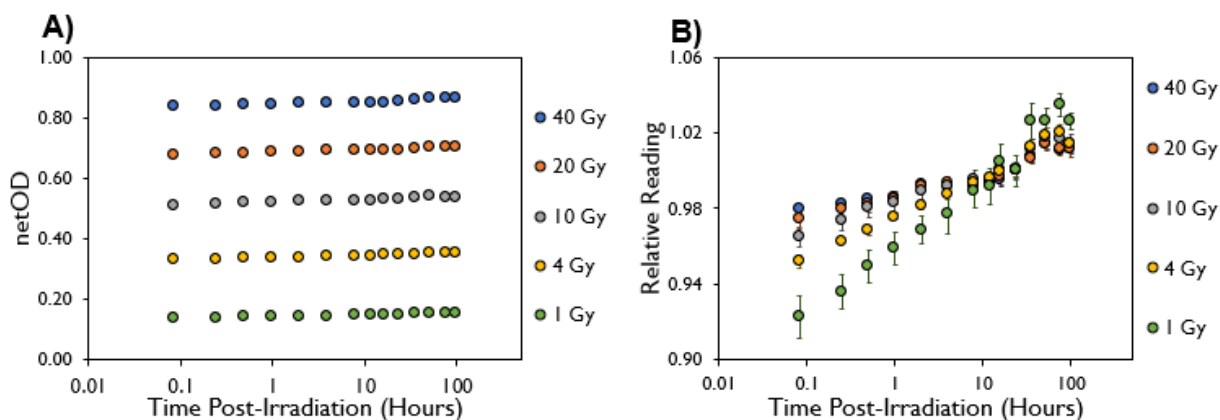 A)
1.00
0.80
0.60
0.40
0.20
0.00
netOD
0.01
0.1
1
10
100
Time Post-Irradiation (Hours)
40 Gy
20 Gy
10 Gy
4 Gy
1 Gy
B)
1.06
1.02
0.98
0.94
0.90
Relative Reading
0.01
0.1
1
10
100
Time Post-Irradiation (Hours)
40 Gy
20 Gy
10 Gy
4 Gy
1 Gy